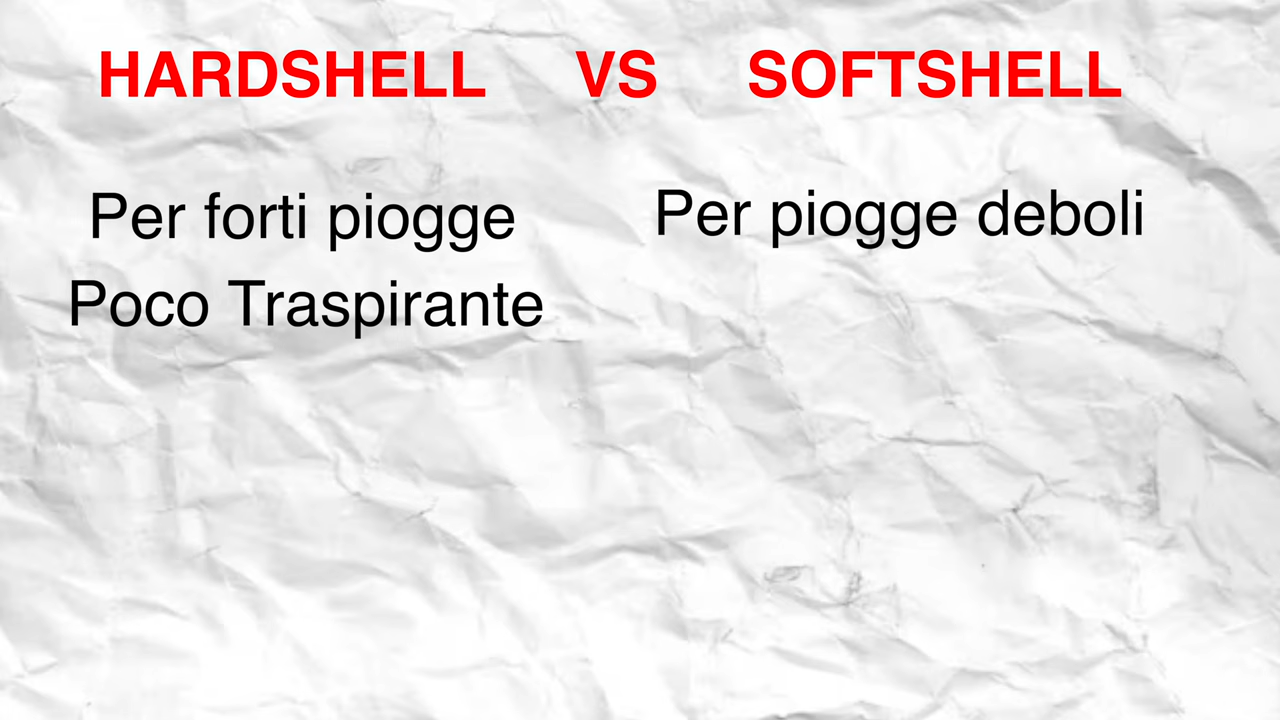 HARDSHELL VS SOFTSHELL
Per forti piogge Per piogge deboli
Poco Traspirante